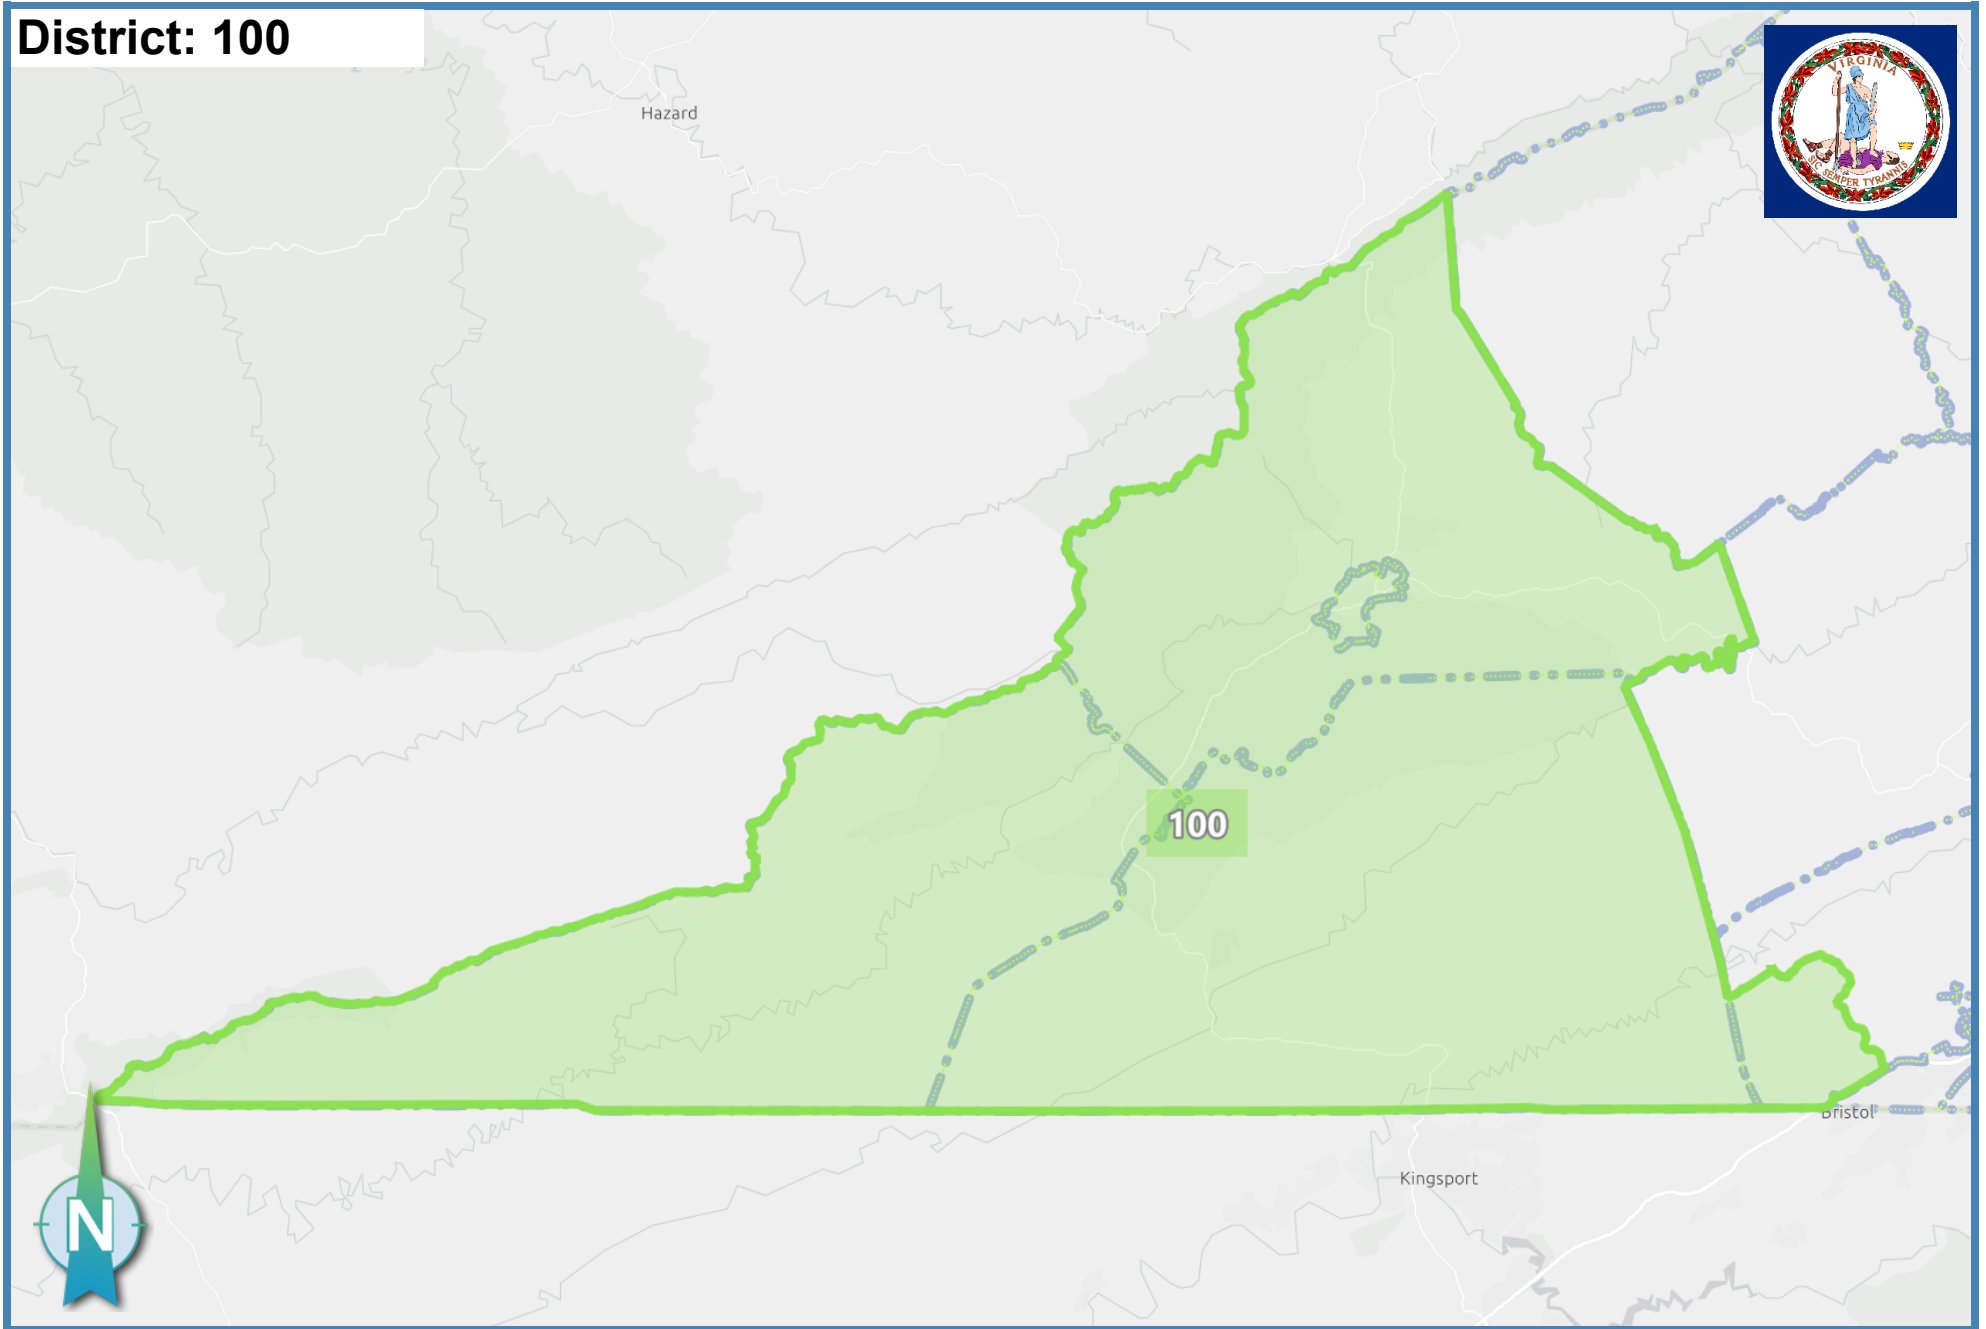 District: 100
VIRGINIA
SIC SEMPER TYRANNIS
Hazard
100
Bristol
Kingsport
N